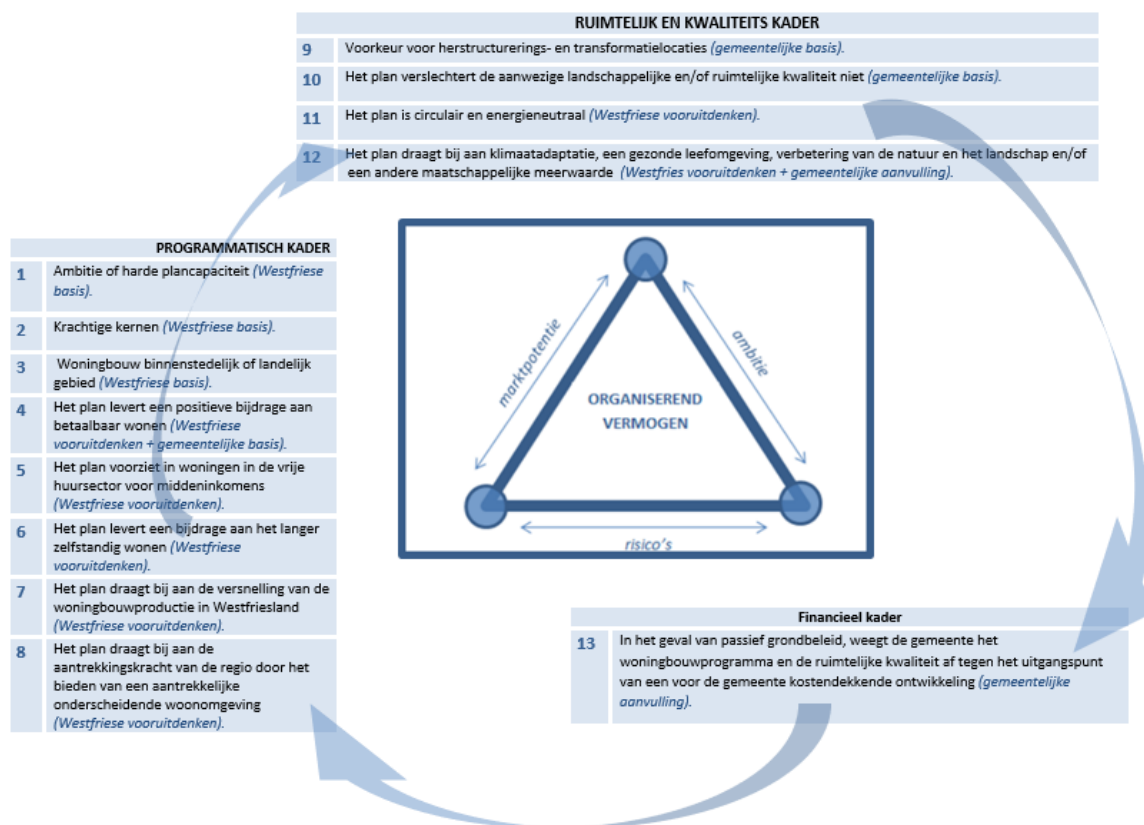 RUIMTELIJK EN KWALITEITS KADER
9 Voorkeur voor herstructurerings- en transformatielocaties (gemeentelijke basis).
10 Het plan verslechtert de aanwezige landschappelijke en/of ruimtelijke kwaliteit niet (gemeentelijke basis).
11 Het plan is circulair en energieneutraal (Westfriese vooruitdenken).
12 Het plan draagt bij aan klimaatadaptatie, een gezonde leefomgeving, verbetering van de natuur en het landschap en/of
een andere maatschappelijke meerwaarde (Westfries vooruitdenken + gemeentelijke aanvulling).
PROGRAMMATISCH KADER
1 Ambitie of harde plancapaciteit (Westfriese
basis).
2 Krachtige kernen (Westfriese basis).
3 Woningbouw binnenstedelijk of landelijk
gebied (Westfriese basis).
4 Het plan levert een positieve bijdrage aan
betaalbaar wonen (Westfriese
vooruitdenken + gemeentelijke basis).
5 Het plan voorziet in woningen in de vrije
huursector voor middeninkomens
(Westfriese vooruitdenken).
6 Het plan levert een bijdrage aan het langer
zelfstandig wonen (Westfriese
vooruitdenken).
7 Het plan draagt bij aan de versnelling van de
woningbouwproductie in Westfriesland
(Westfriese vooruitdenken).
8 Het plan draagt bij aan de
aantrekkingskracht van de regio door het
bieden van een aantrekkelijke
onderscheidende woonomgeving
(Westfriese vooruitdenken).
marktpotentie
ambitie
ORGANISEREND
VERMOGEN
risico's
Financieel kader
13 In het geval van passief grondbeleid, weegt de gemeente het
woningbouwprogramma en de ruimtelijke kwaliteit af tegen het uitgangspunt
van een voor de gemeente kostendekkende ontwikkeling (gemeentelijke
aanvulling).